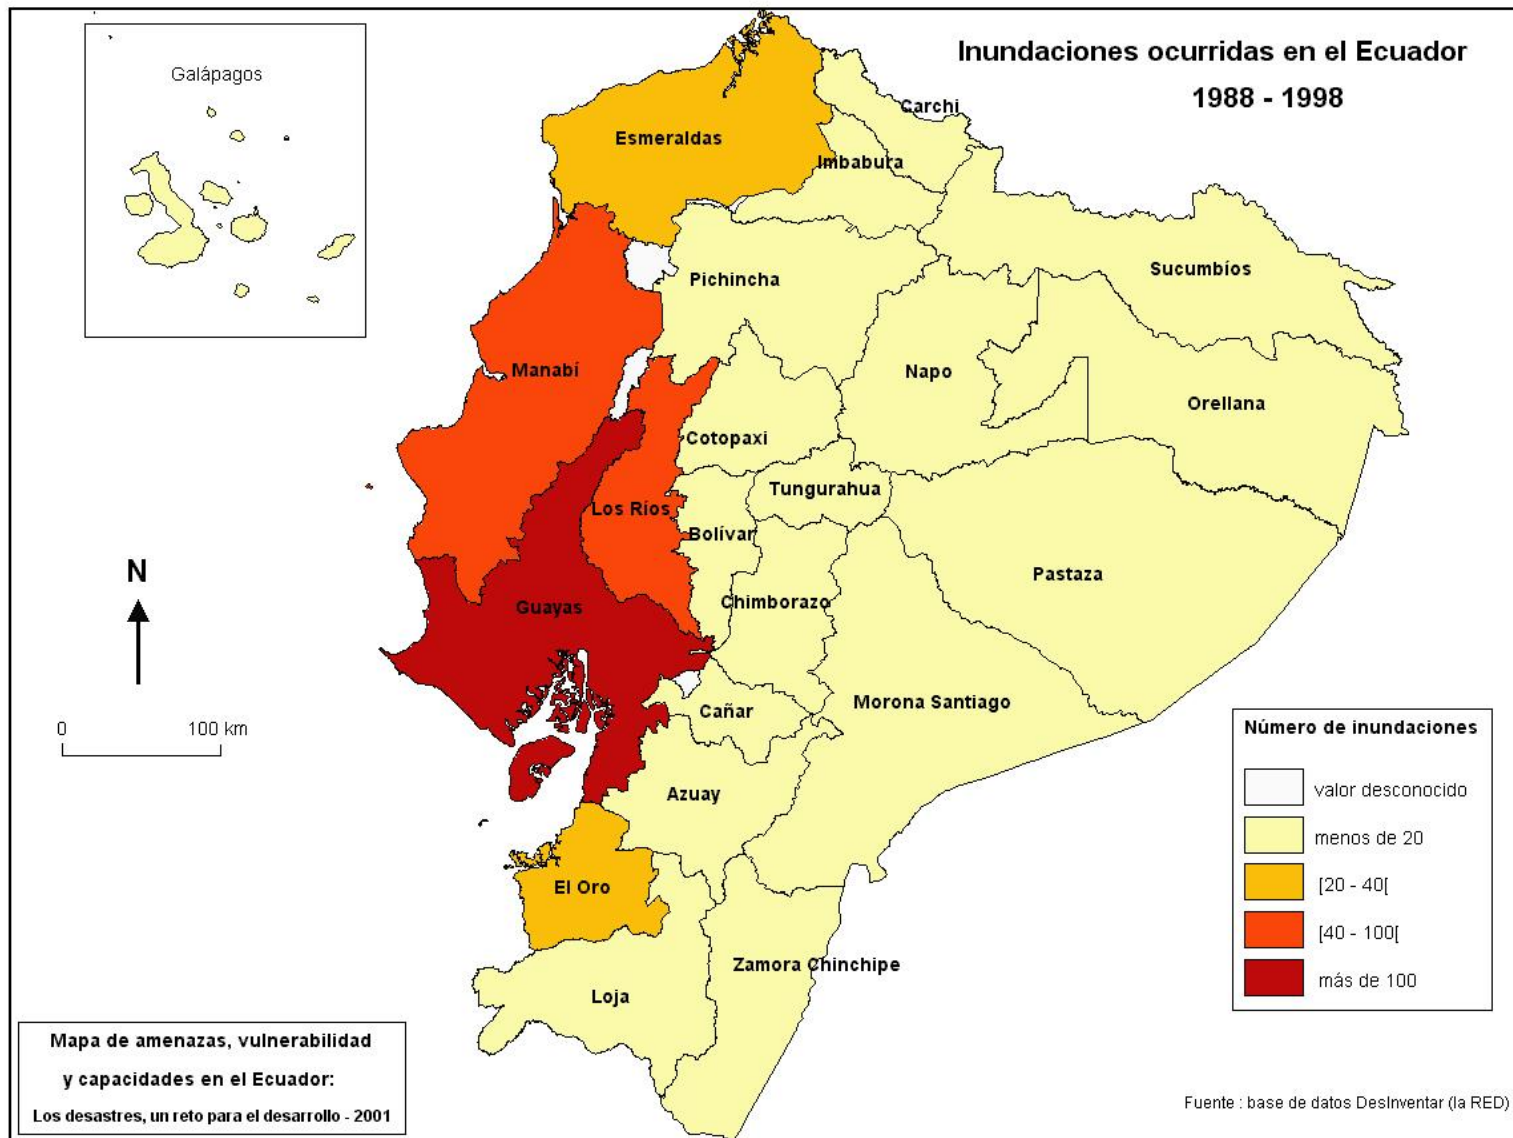 Inundaciones ocurridas en el Ecuador
1988 - 1998
Galápagos
Carchi
Esmeraldas
Imbabura
Sucumbíos
Pichincha
Manabí
Napo
Orellana
Cotopaxi
Tungurahua
Los Ríos
Bolívar
Pastaza
Chimborazo
Guayas
Morona Santiago
Cañar
Azuay
El Oro
Zamora Chinchipe
Loja
N
0 100 km
Número de inundaciones
valor desconocido
menos de 20
[20 - 40[
[40 - 100[
más de 100
Mapa de amenazas, vulnerabilidad
y capacidades en el Ecuador:
Los desastres, un reto para el desarrollo - 2001
Fuente : base de datos DesInventar (la RED)